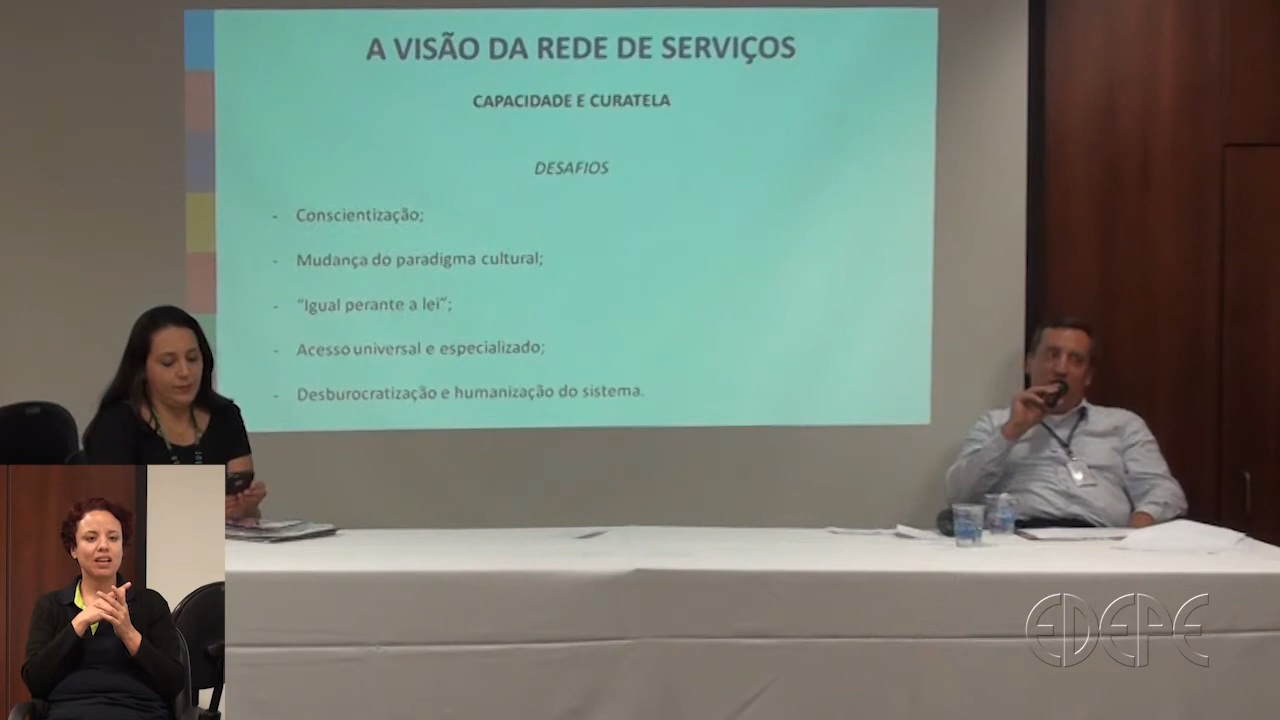 A VISÃO DA REDE DE SERVIÇOS
CAPACIDADE E CURATELA
DESAFIOS
- Conscientização;
- Mudança do paradigma cultural;
- “Igual perante a lei”;
- Acesso universal e especializado;
- Desburocratização e humanização do sistema.
EDEPE